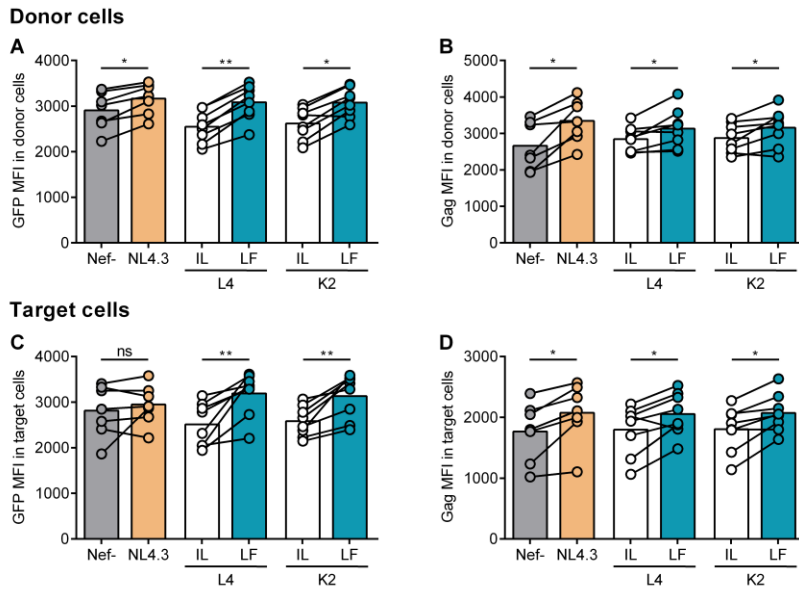 Donor cells
A
B
4000
3000
2000
1000
0
GFP MFI in donor cells
* ** *
Nef- NL4.3 IL LF IL LF
L4 K2
5000
4000
3000
2000
1000
0
Gag MFI in donor cells
* * *
Nef- NL4.3 IL LF IL LF
L4 K2
Target cells
C
D
4000
3000
2000
1000
0
GFP MFI in target cells
ns ** **
Nef- NL4.3 IL LF IL LF
L4 K2
3000
2000
1000
0
Gag MFI in target cells
* * *
Nef- NL4.3 IL LF IL LF
L4 K2